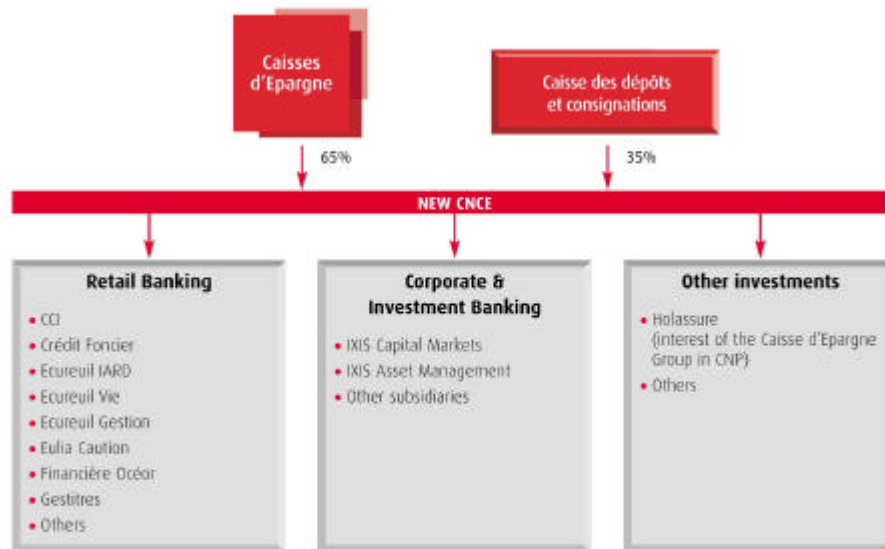 Caisses
d'Epargne
Caisse des dépôts
et consignations
65%
35%
NEW CNCE
Retail Banking
• CCI
• Crédit Foncier
• Ecureuil IARD
• Ecureuil Vie
• Ecureuil Gestion
• Eulia Caution
• Financière Océor
• Gestitres
• Others
Corporate &
Investment Banking
• IXIS Capital Markets
• IXIS Asset Management
• Other subsidiaries
Other investments
• Holassure
(interest of the Caisse d'Epargne
Group in CNP)
• Others